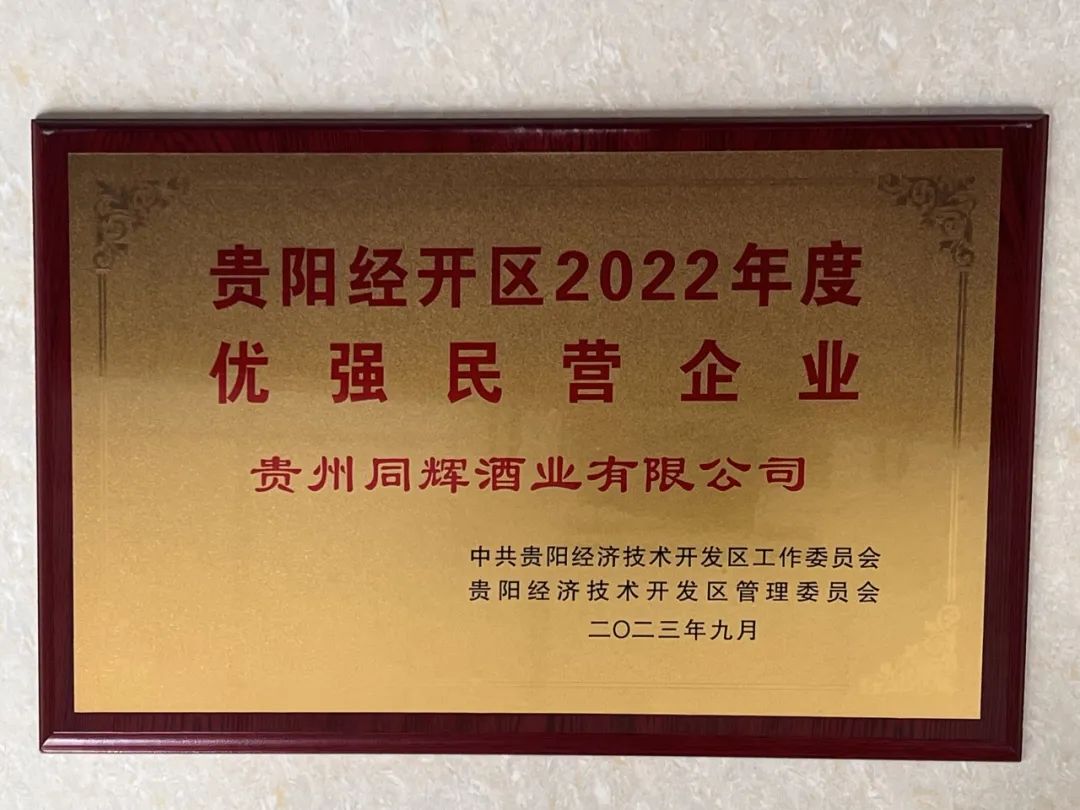 贵阳经开区2022年度
优强民营企业
贵州同辉酒业有限公司
中共贵阳经济技术开发区工作委员会
贵阳经济技术开发区管理委员会
二〇二三年九月